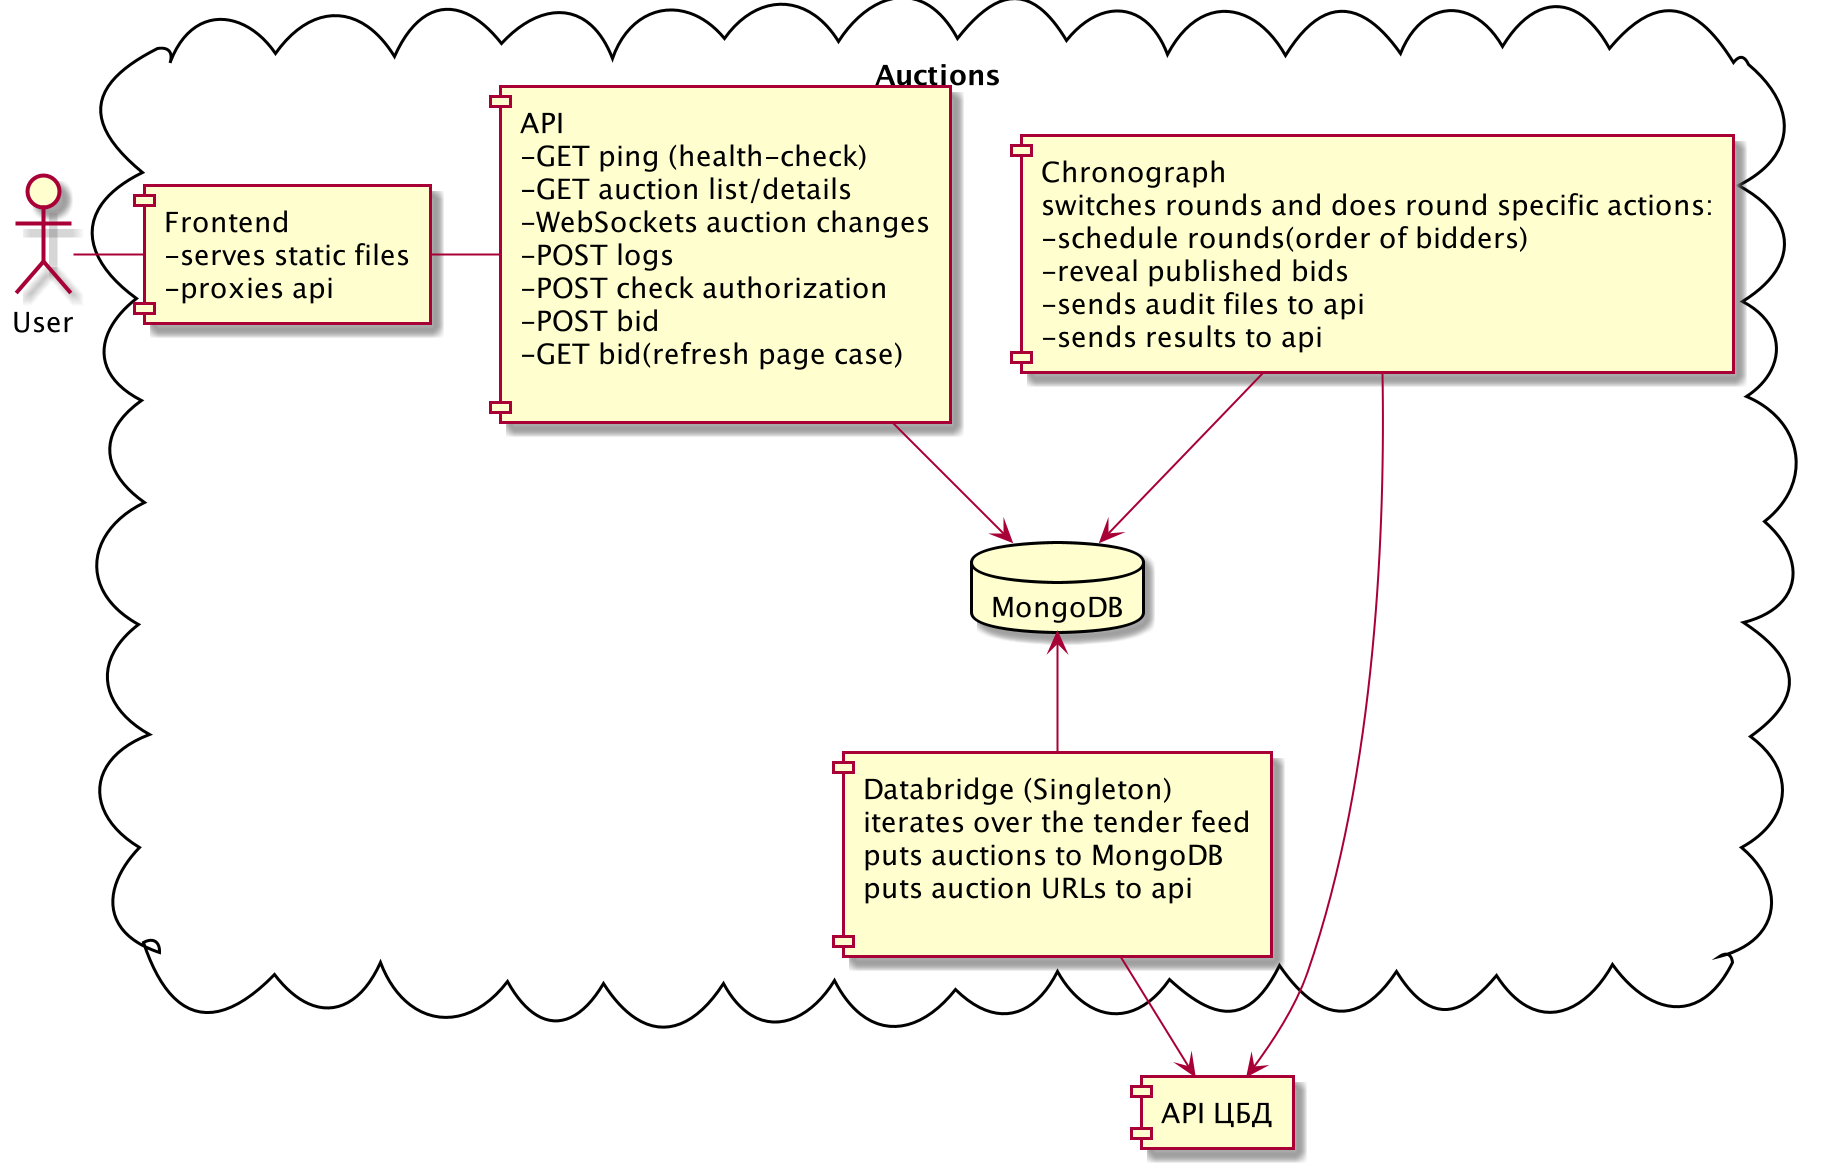 Auctions
User
Frontend
-serves static files
-proxies api
API
-GET ping (health-check)
-GET auction list/details
-WebSockets auction changes
-POST logs
-POST check authorization
-POST bid
-GET bid(refresh page case)
Chronograph
switches rounds and does round specific actions:
-schedule rounds(order of bidders)
-reveal published bids
-sends audit files to api
-sends results to api
MongoDB
Databridge (Singleton)
iterates over the tender feed
puts auctions to MongoDB
puts auction URLs to api
API ЦБД